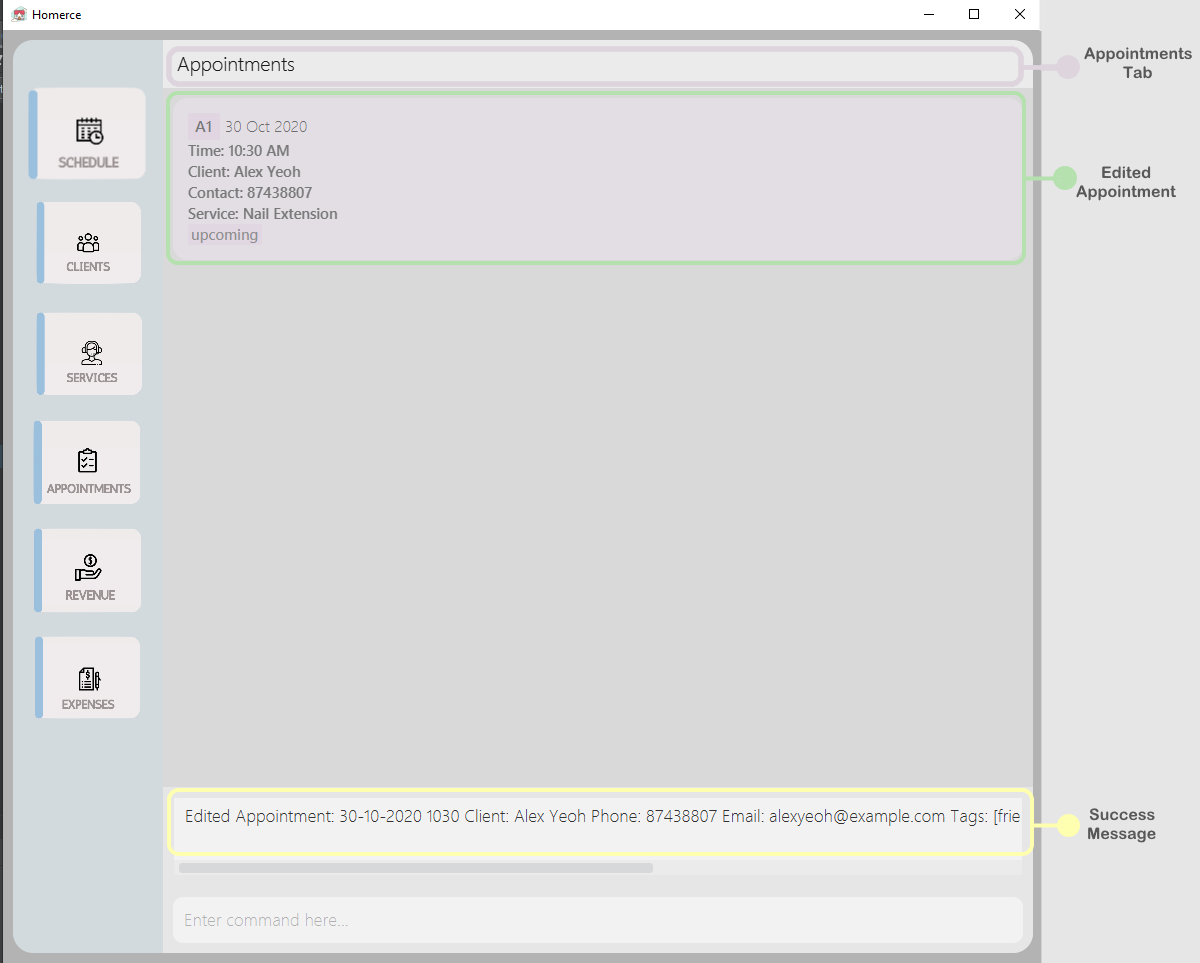 Homerce
Appointments
Appointments
Tab
A1 30 Oct 2020
Time: 10:30 AM
Client: Alex Yeoh
Contact: 87438807
Service: Nail Extension
upcoming
Edited
Appointment
SCHEDULE
CLIENTS
SERVICES
APPOINTMENTS
REVENUE
EXPENSES
Edited Appointment: 30-10-2020 1030 Client: Alex Yeoh Phone: 87438807 Email: alexyeoh@example.com Tags: [frie
Success
Message
Enter command here...